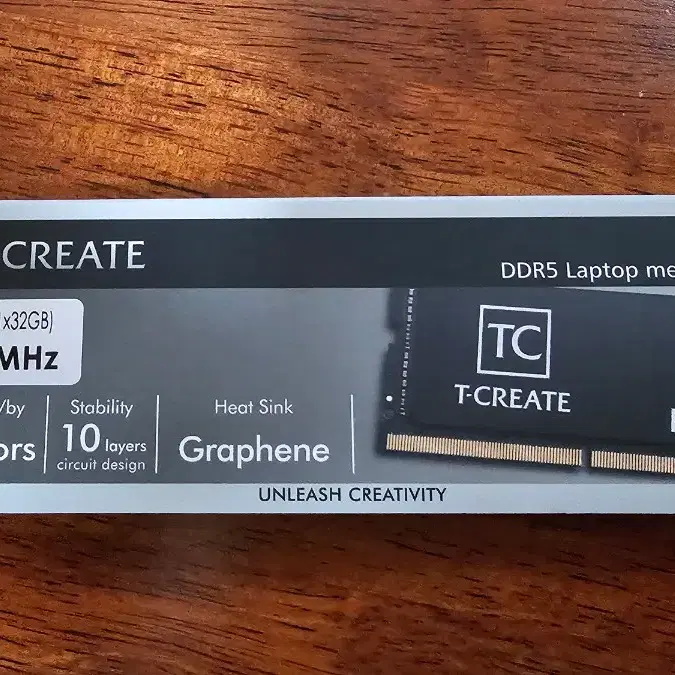 CREATE
DDR5 Laptop me
x32GB)
MHz
/by
ors
Stability
10 layers
circuit design
Heat Sink
Graphene
TC
T-CREATE
UNLEASH CREATIVITY